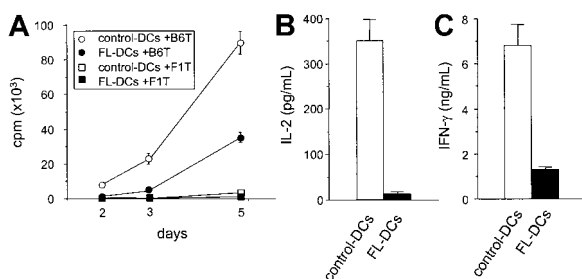 A
control-DCs +B6T
FL-DCs +B6T
control-DCs +F1T
FL-DCs +F1T
100
80
60
40
20
0
cpm (x10³)
2 3 5
days
B
400
300
200
100
0
IL-2 (pg/mL)
control-DCs
FL-DCs
C
8
6
4
2
0
IFN-γ (ng/mL)
control-DCs
FL-DCs